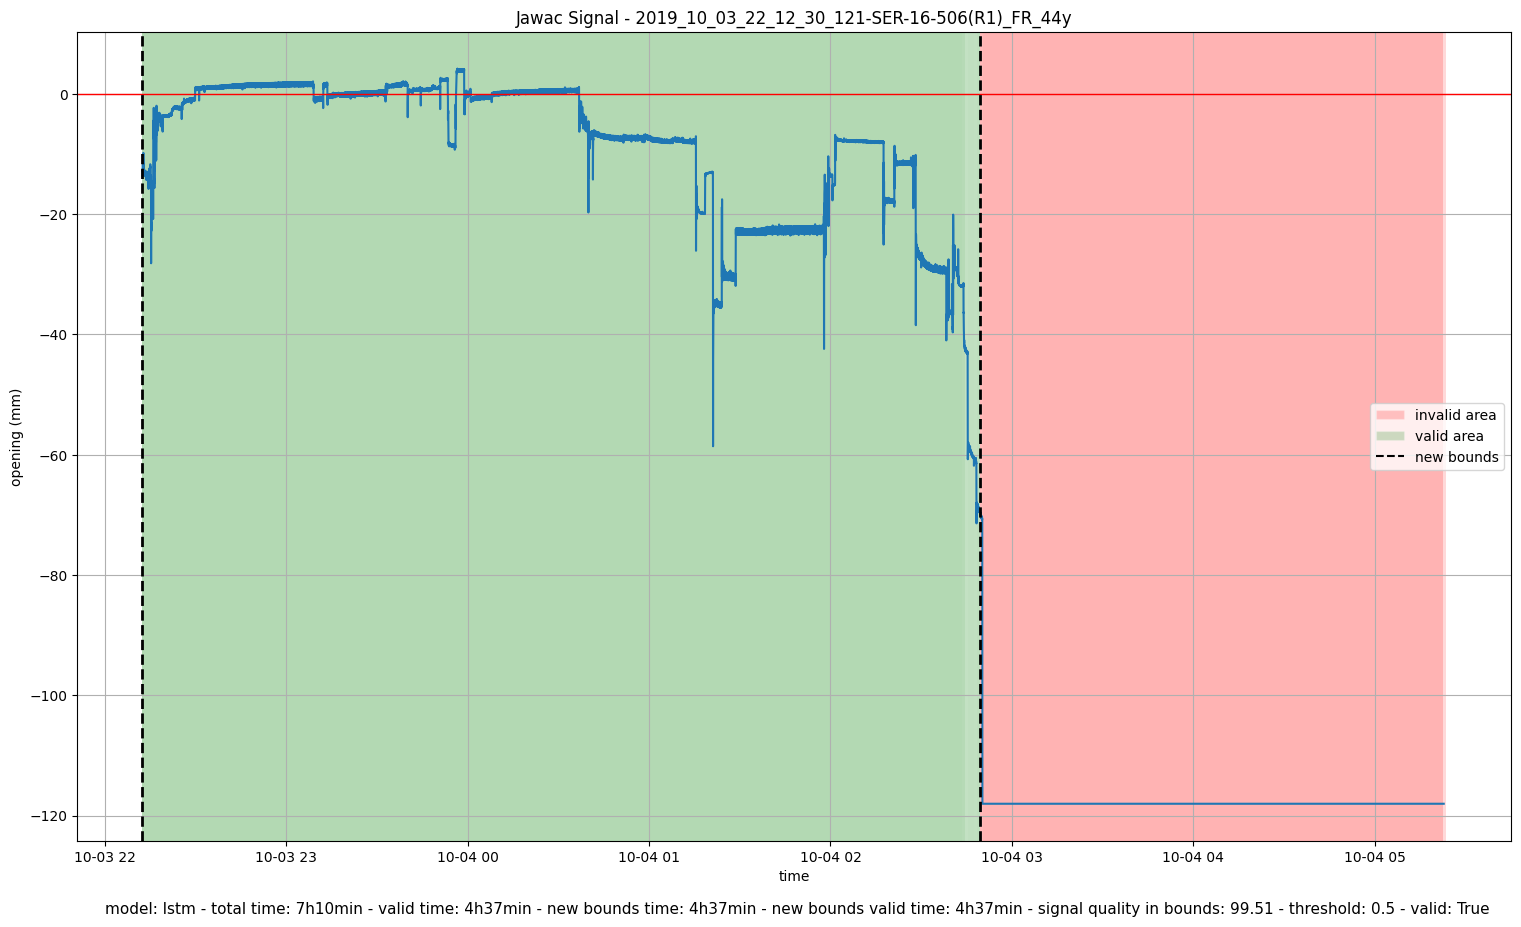 Jawac Signal - 2019_10_03_22_12_30_121-SER-16-506(R1)_FR_44y
opening (mm)
0
−20
−40
−60
−80
−100
−120
invalid area
valid area
new bounds
10-03 22
10-03 23
10-04 00
10-04 01
10-04 02
10-04 03
10-04 04
10-04 05
time
model: lstm - total time: 7h10min - valid time: 4h37min - new bounds time: 4h37min - new bounds valid time: 4h37min - signal quality in bounds: 99.51 - threshold: 0.5 - valid: True